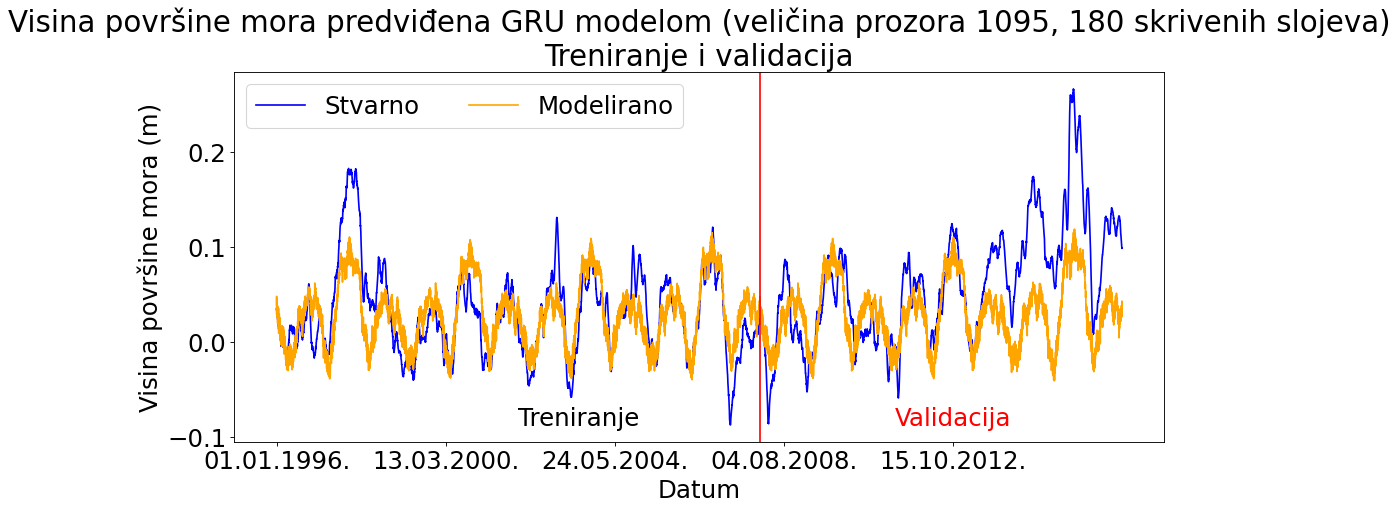 Visina površine mora predviđena GRU modelom (veličina prozora 1095, 180 skrivenih slojeva)
Treniranje i validacija
Stvarno
Modelirano
Visina površine mora (m)
0.2
0.1
0.0
−0.1
Treniranje
Validacija
01.01.1996.
13.03.2000.
24.05.2004.
04.08.2008.
15.10.2012.
Datum